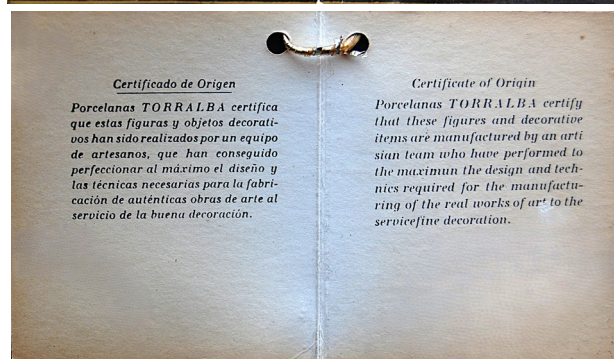 Certificado de Origen
Porcelanas TORRALBA certifica
que estas figuras y objetos decorati-
vos han sido realizados por un equipo
de artesanos, que han conseguido
perfeccionar al máximo el diseño y
las técnicas necesarias para la fabri-
cación de auténticas obras de arte al
servicio de la buena decoración.
Certificate of Origin
Porcelanas TORRALBA certify
that these figures and decorative
items are manufactured by an arti
sian team who have performed to
the maximun the design and tech-
nics required for the manufactu-
ring of the real works of art to the
servicefine decoration.